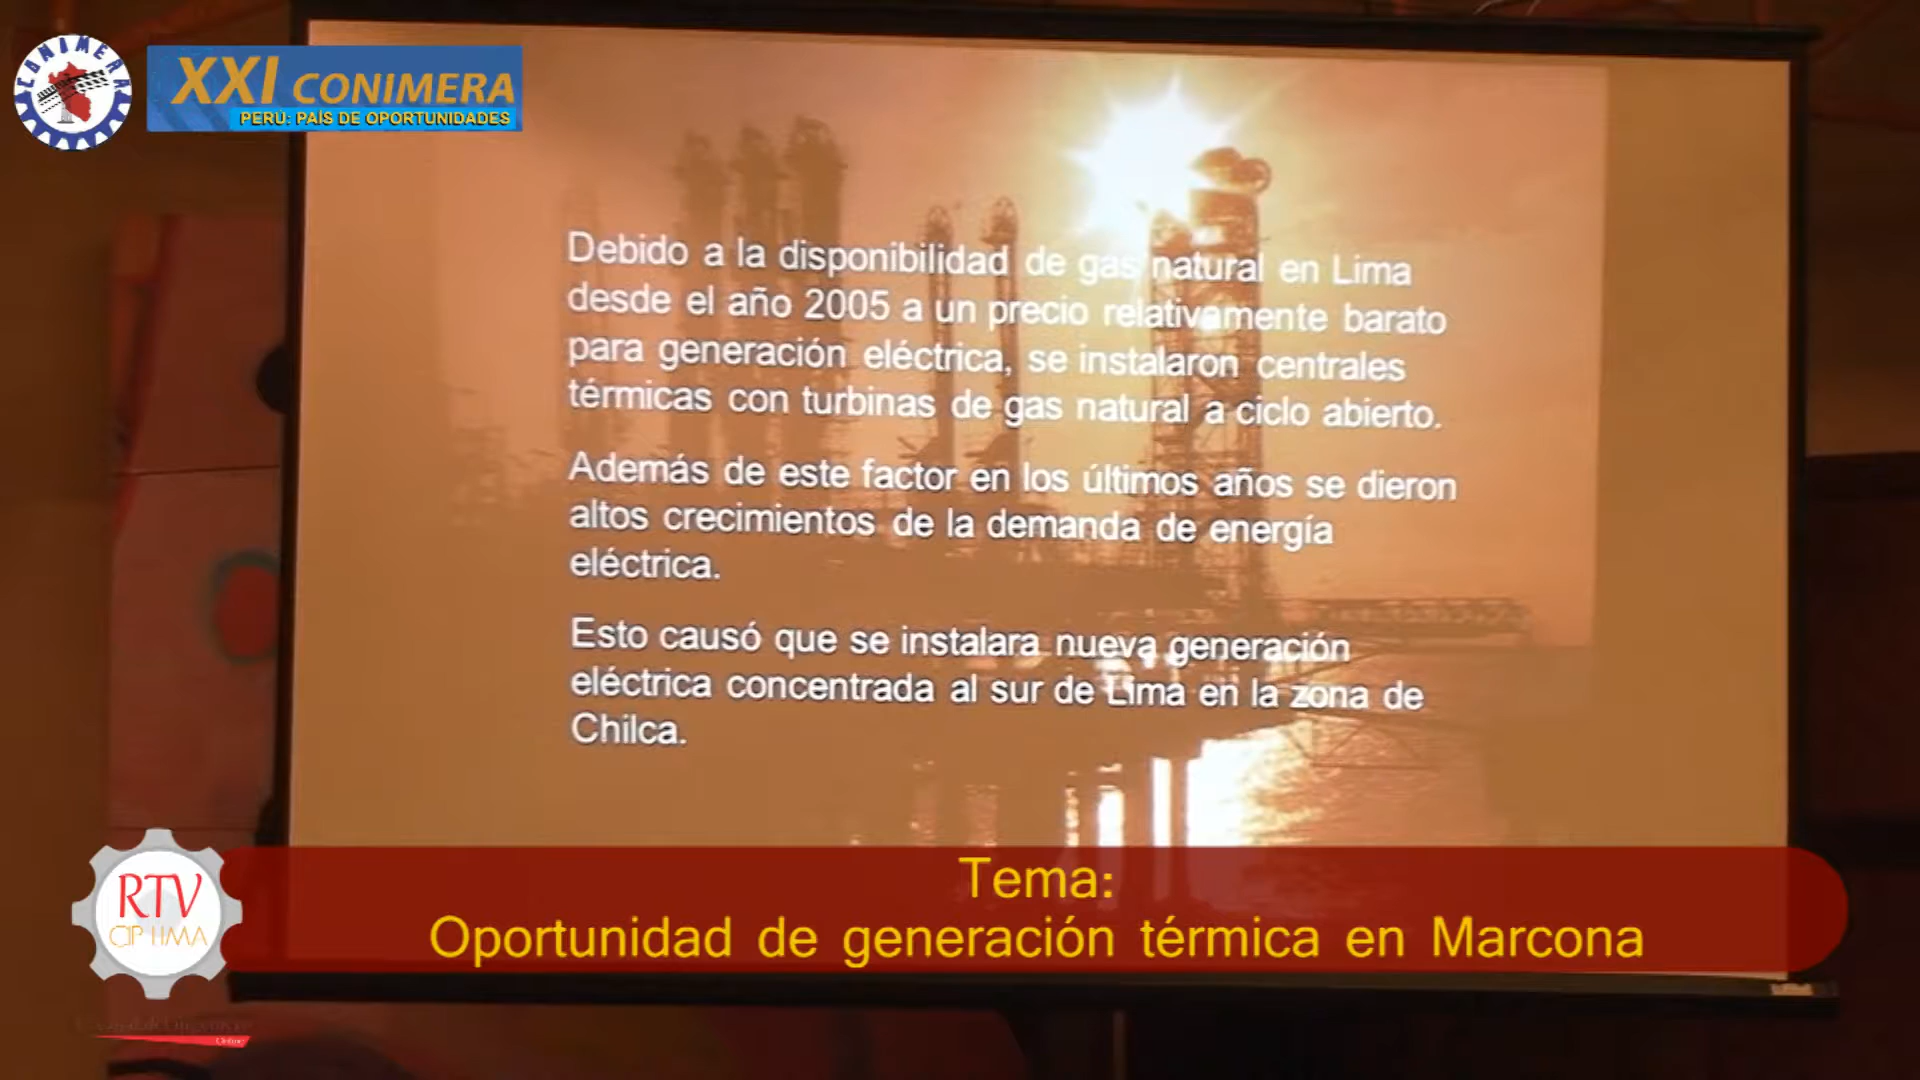 CONIMERA
XXI CONIMERA
PERÚ: PAÍS DE OPORTUNIDADES
Debido a la disponibilidad de gas natural en Lima
desde el año 2005 a un precio relativamente barato
para generación eléctrica, se instalaron centrales
térmicas con turbinas de gas natural a ciclo abierto.
Además de este factor en los últimos años se dieron
altos crecimientos de la demanda de energía
eléctrica.
Esto causó que se instalara nueva generación
eléctrica concentrada al sur de Lima en la zona de
Chilca.
RTV
CIP LIMA
Tema:
Oportunidad de generación térmica en Marcona
Online